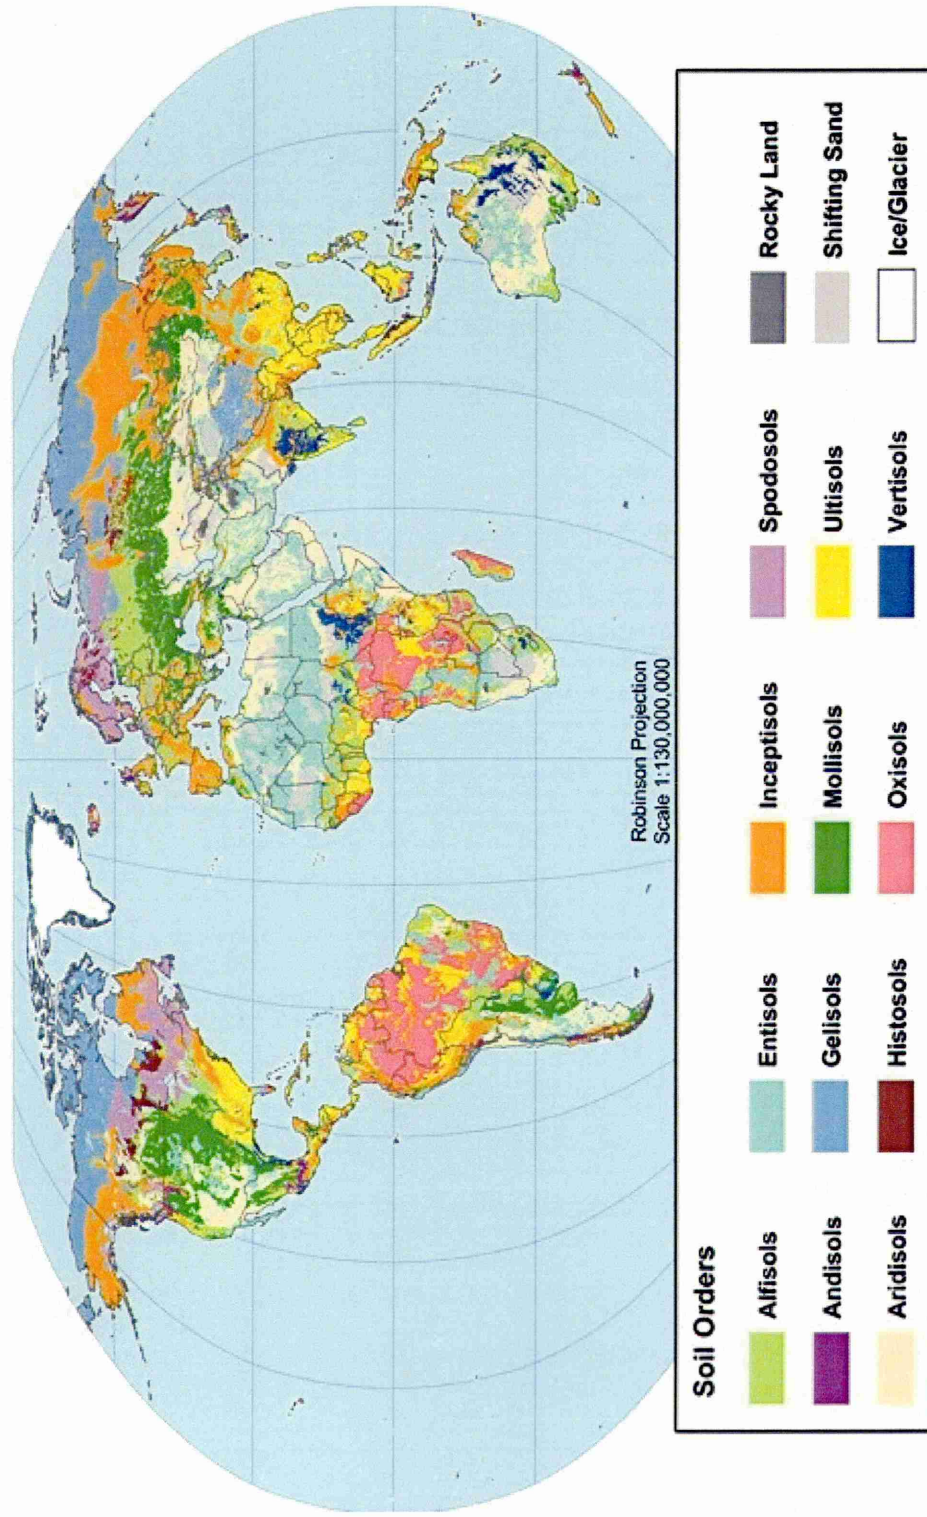 Robinson Projection
Scale 1:130,000,000
Soil Orders
Alfisols
Entisols
Inceptisols
Spodosols
Rocky Land
Andisols
Gelisols
Mollisols
Ultisols
Shifting Sand
Aridisols
Histosols
Oxisols
Vertisols
Ice/Glacier